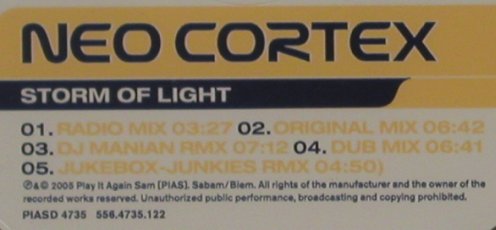 NEO CORTEX
STORM OF LIGHT
01. RADIO MIX 03:27 02. ORIGINAL MIX 06:42
03. DJ MANIAN RMX 07:12 04. DUB MIX 06:41
05. JUKEBOX-JUNKIES RMX 04:50)
℗&© 2005 Play It Again Sam [PIAS]. Sabam/Biem. All rights of the manufacturer and the owner of the
recorded works reserved. Unauthorized public performance, broadcasting and copying prohibited.
PIASD 4735 556.4735.122